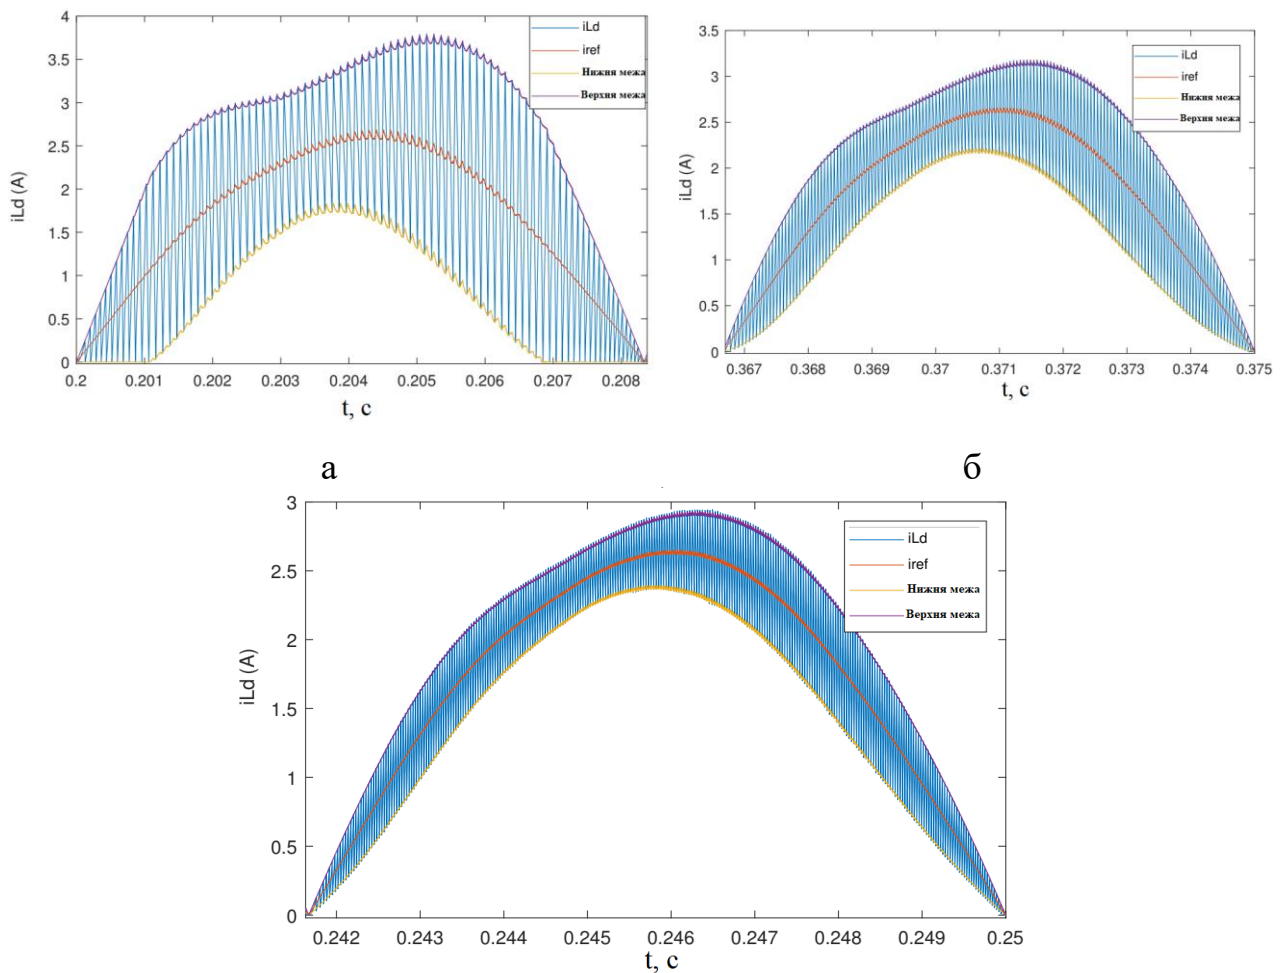 4
3.5
3
2.5
2
1.5
1
0.5
0
iLd (A)
iLd
iref
Нижня межа
Верхня межа
0.2 0.201 0.202 0.203 0.204 0.205 0.206 0.207 0.208
t, c
3.5
3
2.5
2
1.5
1
0.5
0
iLd (A)
iLd
iref
Нижня межа
Верхня межа
0.367 0.368 0.369 0.37 0.371 0.372 0.373 0.374 0.375
t, c
а
б
3
2.5
2
1.5
1
0.5
0
iLd (A)
iLd
iref
Нижня межа
Верхня межа
0.242 0.243 0.244 0.245 0.246 0.247 0.248 0.249 0.25
t, c